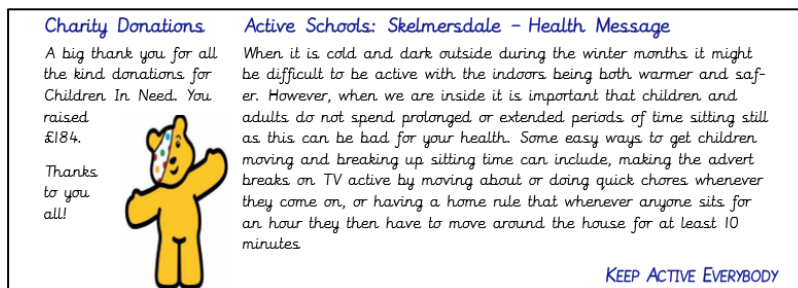 Charity Donations
A big thank you for all
the kind donations for
Children In Need. You
raised
£184.
Thanks
to you
all!
Active Schools: Skelmersdale – Health Message
When it is cold and dark outside during the winter months it might
be difficult to be active with the indoors being both warmer and saf-
er. However, when we are inside it is important that children and
adults do not spend prolonged or extended periods of time sitting still
as this can be bad for your health. Some easy ways to get children
moving and breaking up sitting time can include, making the advert
breaks on TV active by moving about or doing quick chores whenever
they come on, or having a home rule that whenever anyone sits for
an hour they then have to move around the house for at least 10
minutes
KEEP ACTIVE EVERYBODY